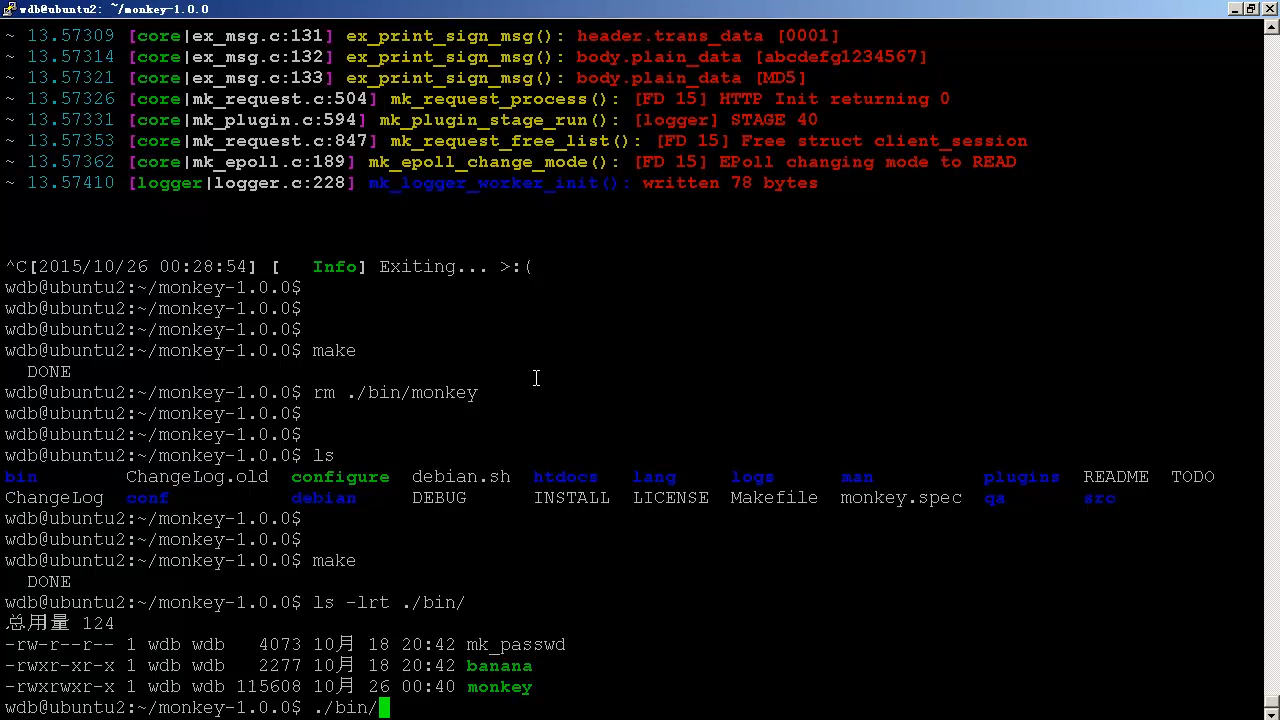 wdb@ubuntu2: ~/monkey-1.0.0
~ 13.57309 [core|ex_msg.c:131] ex_print_sign_msg(): header.trans_data [0001]
~ 13.57314 [core|ex_msg.c:132] ex_print_sign_msg(): body.plain_data [abcdefg1234567]
~ 13.57321 [core|ex_msg.c:133] ex_print_sign_msg(): body.plain_data [MD5]
~ 13.57326 [core|mk_request.c:504] mk_request_process(): [FD 15] HTTP Init returning 0
~ 13.57331 [core|mk_plugin.c:594] mk_plugin_stage_run(): [logger] STAGE 40
~ 13.57353 [core|mk_request.c:847] mk_request_free_list(): [FD 15] Free struct client_session
~ 13.57362 [core|mk_epoll.c:189] mk_epoll_change_mode(): [FD 15] EPoll changing mode to READ
~ 13.57410 [logger|logger.c:228] mk_logger_worker_init(): written 78 bytes
^C[2015/10/26 00:28:54] [   Info] Exiting... >:(
wdb@ubuntu2:~/monkey-1.0.0$
wdb@ubuntu2:~/monkey-1.0.0$
wdb@ubuntu2:~/monkey-1.0.0$
wdb@ubuntu2:~/monkey-1.0.0$ make
DONE
wdb@ubuntu2:~/monkey-1.0.0$ rm ./bin/monkey
wdb@ubuntu2:~/monkey-1.0.0$
wdb@ubuntu2:~/monkey-1.0.0$
wdb@ubuntu2:~/monkey-1.0.0$ ls
bin ChangeLog.old configure debian.sh htdocs lang logs man plugins README TODO
ChangeLog conf debian DEBUG INSTALL LICENSE Makefile monkey.spec qa src
wdb@ubuntu2:~/monkey-1.0.0$
wdb@ubuntu2:~/monkey-1.0.0$
wdb@ubuntu2:~/monkey-1.0.0$ make
DONE
wdb@ubuntu2:~/monkey-1.0.0$ ls -lrt ./bin/
总用量 124
-rw-r--r-- 1 wdb wdb 4073 10月 18 20:42 mk_passwd
-rwxr-xr-x 1 wdb wdb 2277 10月 18 20:42 banana
-rwxrwxr-x 1 wdb wdb 115608 10月 26 00:40 monkey
wdb@ubuntu2:~/monkey-1.0.0$ ./bin/